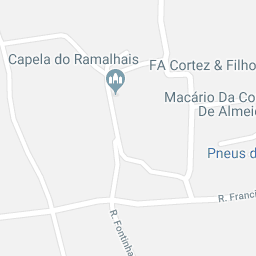 Capela do Ramalhais
FA Cortez & Filho
Macário Da Co
De Almei
Pneus d
R. Franci
R. Fontinha